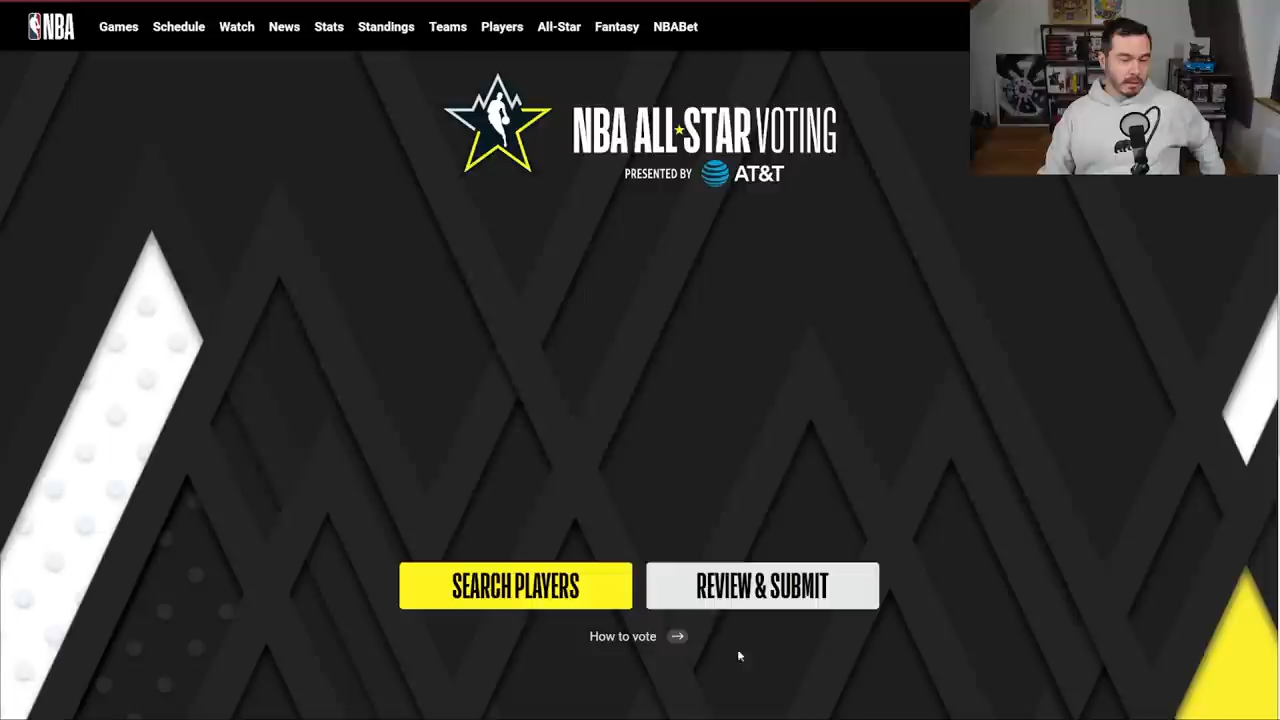 NBA Games Schedule Watch News Stats Standings Teams Players All-Star Fantasy NBABet
NBA ALL★STAR VOTING
PRESENTED BY AT&T
SEARCH PLAYERS REVIEW & SUBMIT
How to vote →